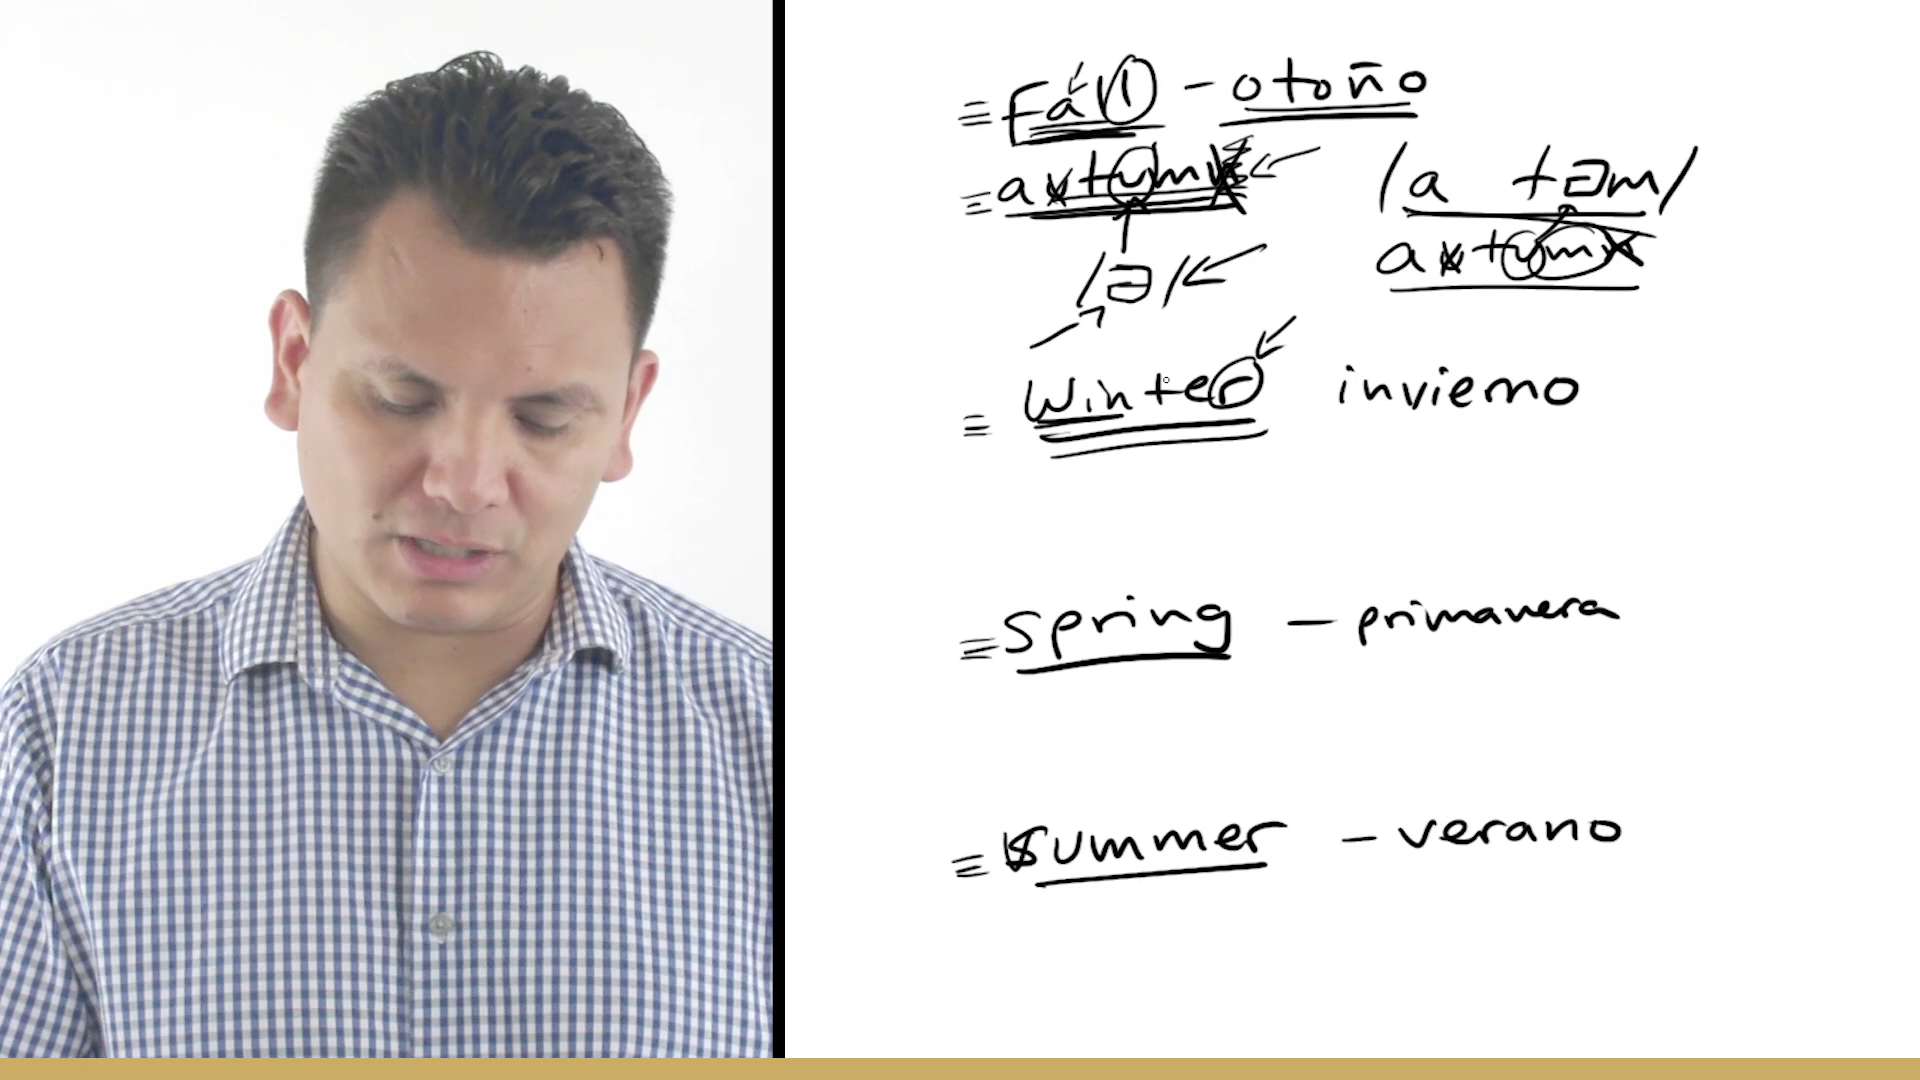 Fall - otoño
autumn /a təm/
autumn
/ə/
Winter invierno
Spring - primavera
Summer - verano